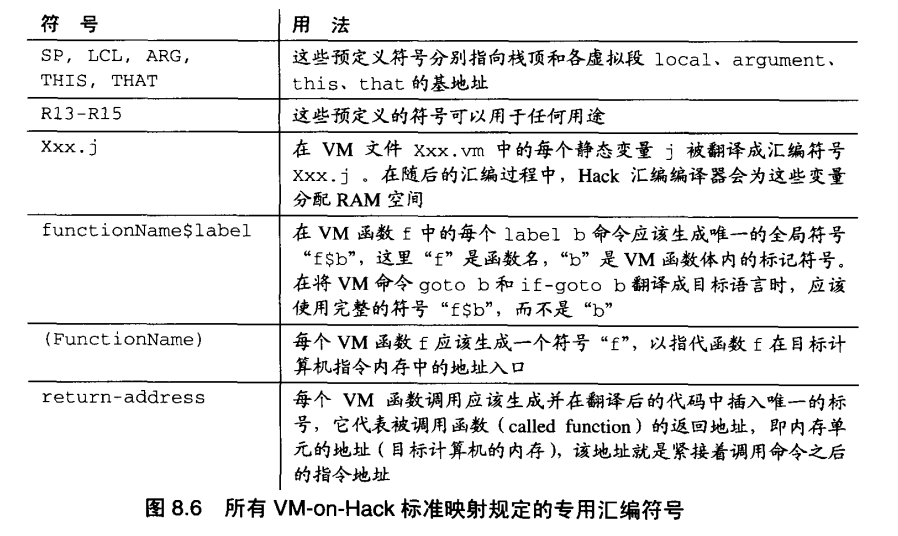 符 号 用 法
SP, LCL, ARG, 这些预定义符号分别指向栈顶和各虚拟段 local、argument、
THIS, THAT this、that 的基地址
R13-R15 这些预定义的符号可以用于任何用途
Xxx.j 在 VM 文件 Xxx.vm 中的每个静态变量 j 被翻译成汇编符号
Xxx.j 。在随后的汇编过程中，Hack 汇编编译器会为这些变量
分配 RAM 空间
functionName$label 在 VM 函数 f 中的每个 label b 命令应该生成唯一的全局符号
“f$b”，这里“f”是函数名，“b”是 VM 函数体内的标记符号。
在将 VM 命令 goto b 和 if-goto b 翻译成目标语言时，应该
使用完整的符号“f$b”，而不是“b”
(FunctionName) 每个 VM 函数 f 应该生成一个符号“f”，以指代函数 f 在目标计
算机指令内存中的地址入口
return-address 每个 VM 函数调用应该生成并在翻译后的代码中插入唯一的标
号，它代表被调用函数（called function）的返回地址，即内存单
元的地址（目标计算机的内存），该地址就是紧接着调用命令之后
的指令地址
图 8.6 所有 VM-on-Hack 标准映射规定的专用汇编符号